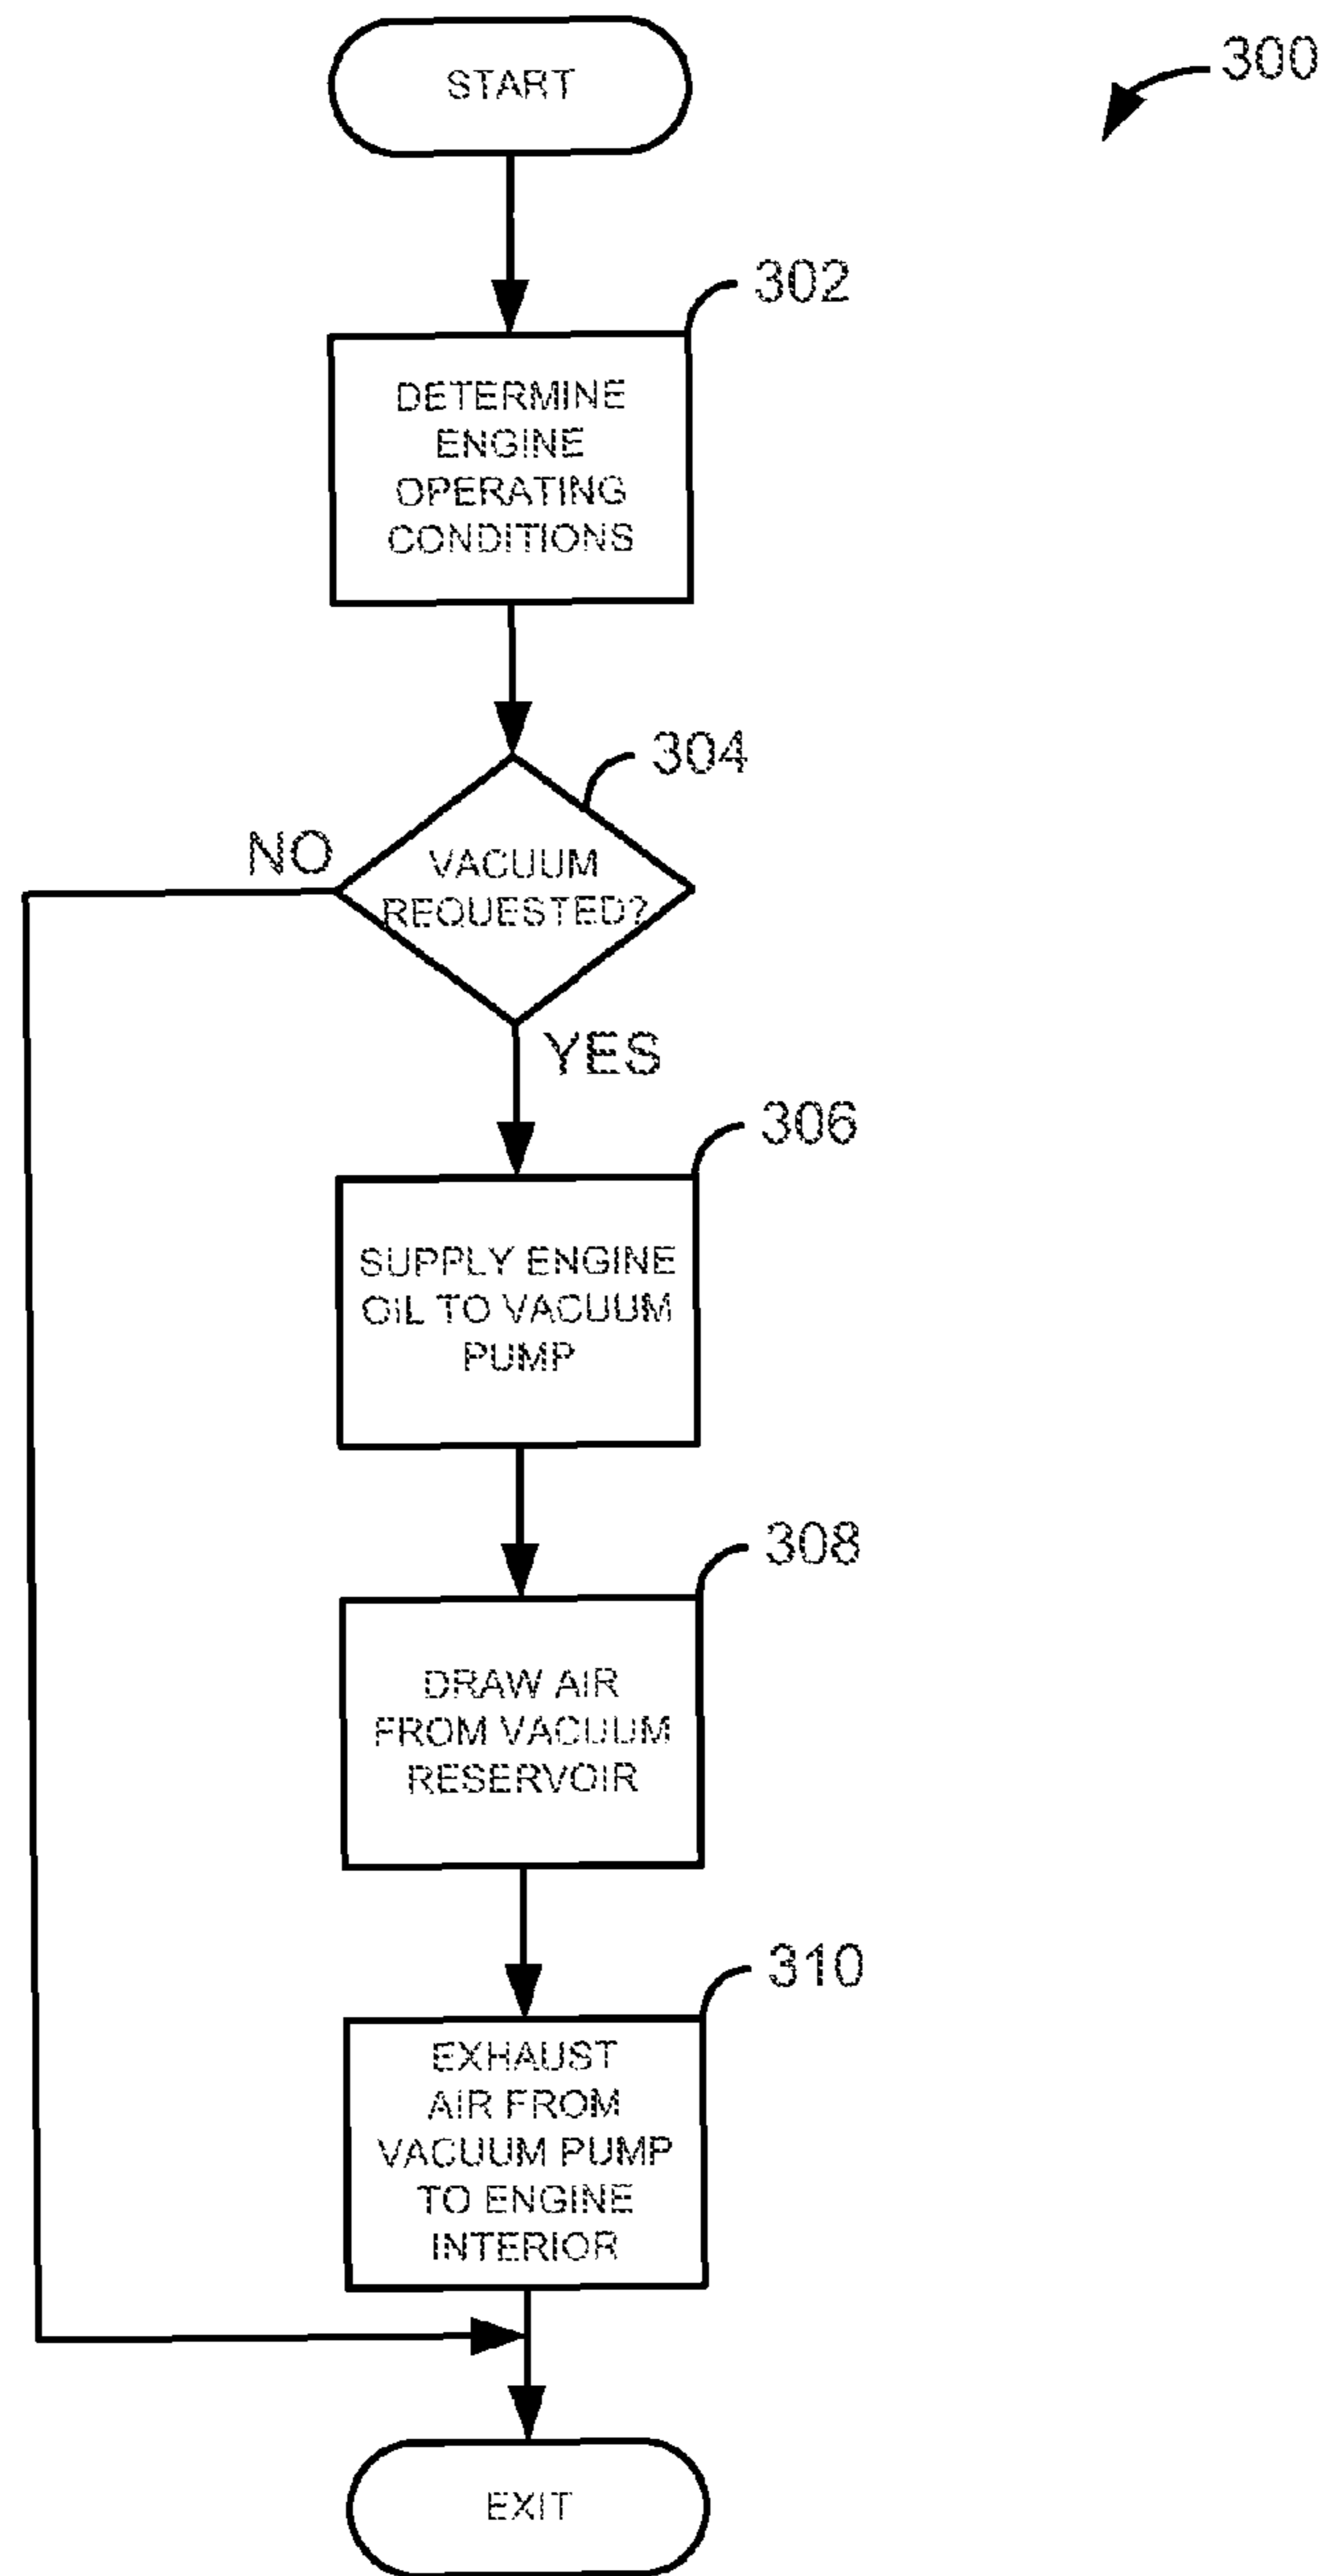 START
300
302
DETERMINE
ENGINE
OPERATING
CONDITIONS
304
NO
VACUUM
REQUESTED?
YES
306
SUPPLY ENGINE
OIL TO VACUUM
PUMP
308
DRAW AIR
FROM VACUUM
RESERVOIR
310
EXHAUST
AIR FROM
VACUUM PUMP
TO ENGINE
INTERIOR
EXIT